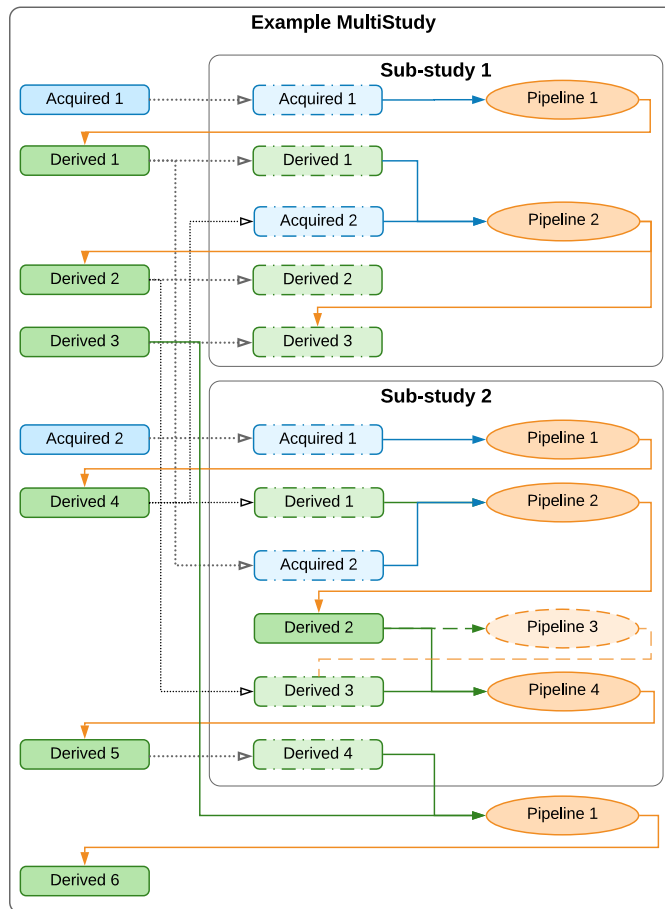 Example MultiStudy
Sub-study 1
Acquired 1
Acquired 1
Pipeline 1
Derived 1
Derived 1
Acquired 2
Pipeline 2
Derived 2
Derived 2
Derived 3
Derived 3
Sub-study 2
Acquired 2
Acquired 1
Pipeline 1
Derived 4
Derived 1
Pipeline 2
Acquired 2
Derived 2
Pipeline 3
Derived 3
Pipeline 4
Derived 5
Derived 4
Pipeline 1
Derived 6